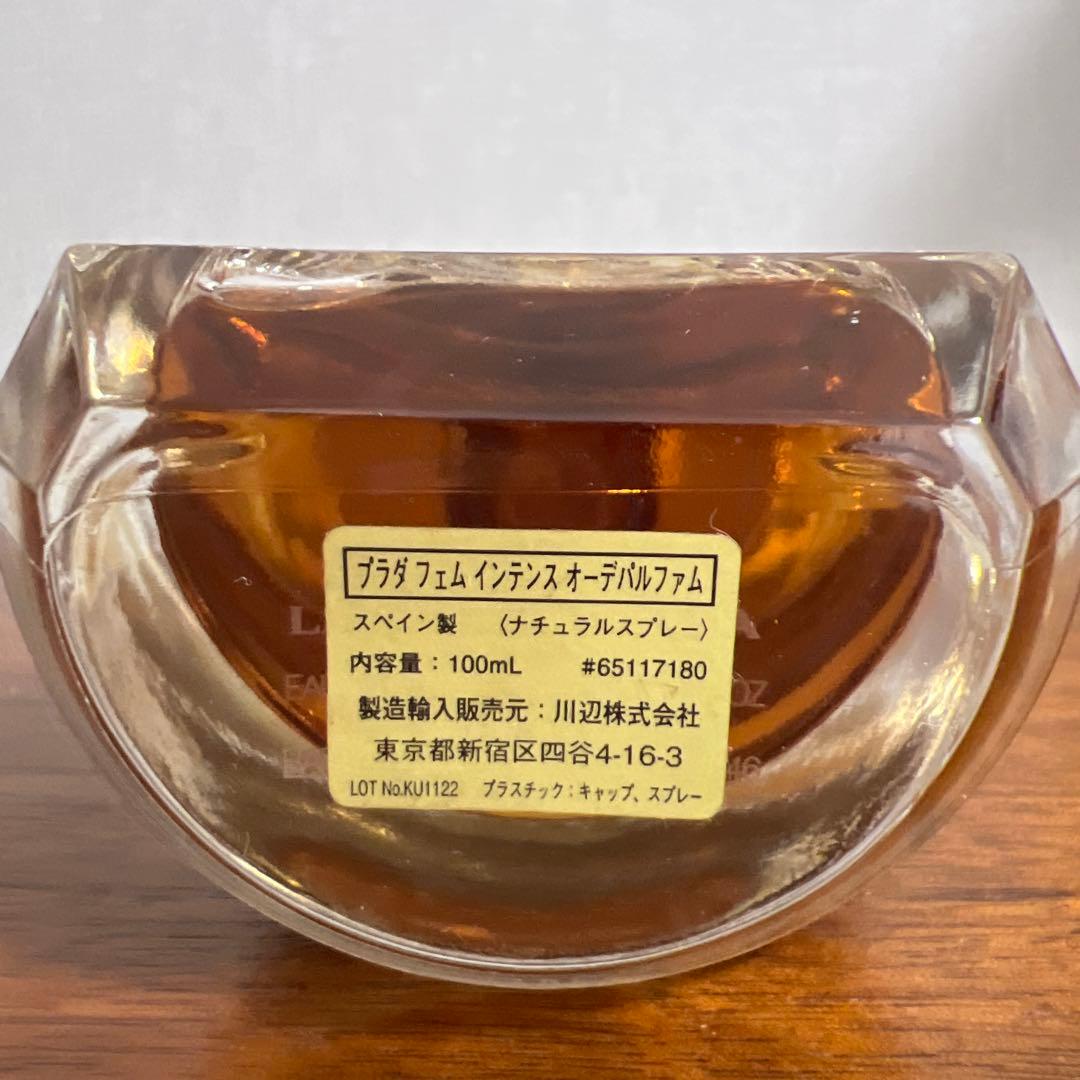 プラダ フェム インテンス オーデパルファム
スペイン製 〈ナチュラルスプレー〉
内容量：100mL #65117180
製造輸入販売元：川辺株式会社
東京都新宿区四谷4-16-3
LOT No.KU1122 プラスチック：キャップ、スプレー